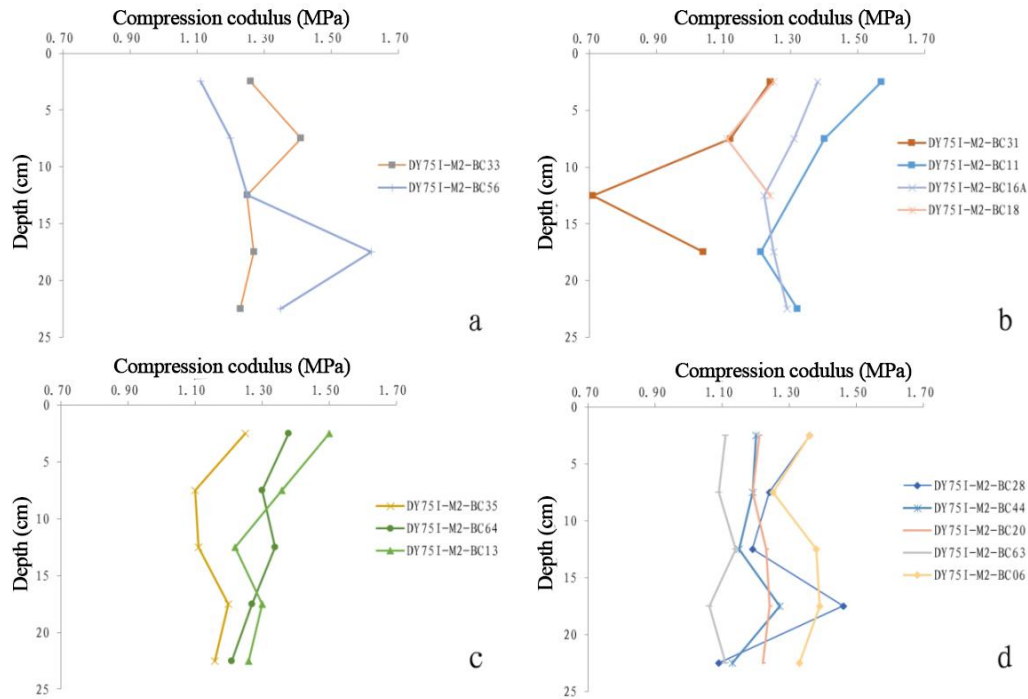 Compression codulus (MPa)
0.70 0.90 1.10 1.30 1.50 1.70
0
5
10
15
20
25
Depth (cm)
DY75I-M2-BC33
DY75I-M2-BC56
a
Compression codulus (MPa)
0.70 0.90 1.10 1.30 1.50 1.70
0
5
10
15
20
25
Depth (cm)
DY75I-M2-BC31
DY75I-M2-BC11
DY75I-M2-BC16A
DY75I-M2-BC18
b
Compression codulus (MPa)
0.70 0.90 1.10 1.30 1.50 1.70
0
5
10
15
20
25
Depth (cm)
DY75I-M2-BC35
DY75I-M2-BC64
DY75I-M2-BC13
c
Compression codulus (MPa)
0.70 0.90 1.10 1.30 1.50 1.70
0
5
10
15
20
25
Depth (cm)
DY75I-M2-BC28
DY75I-M2-BC44
DY75I-M2-BC20
DY75I-M2-BC63
DY75I-M2-BC06
d